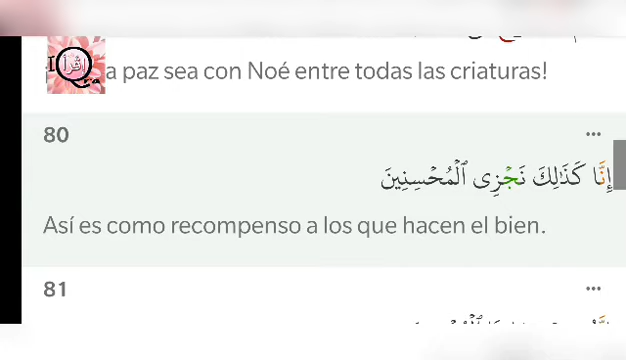 a paz sea con Noé entre todas las criaturas!
80
إِنَّا كَذَٰلِكَ نَجْزِى ٱلْمُحْسِنِينَ
Así es como recompenso a los que hacen el bien.
81